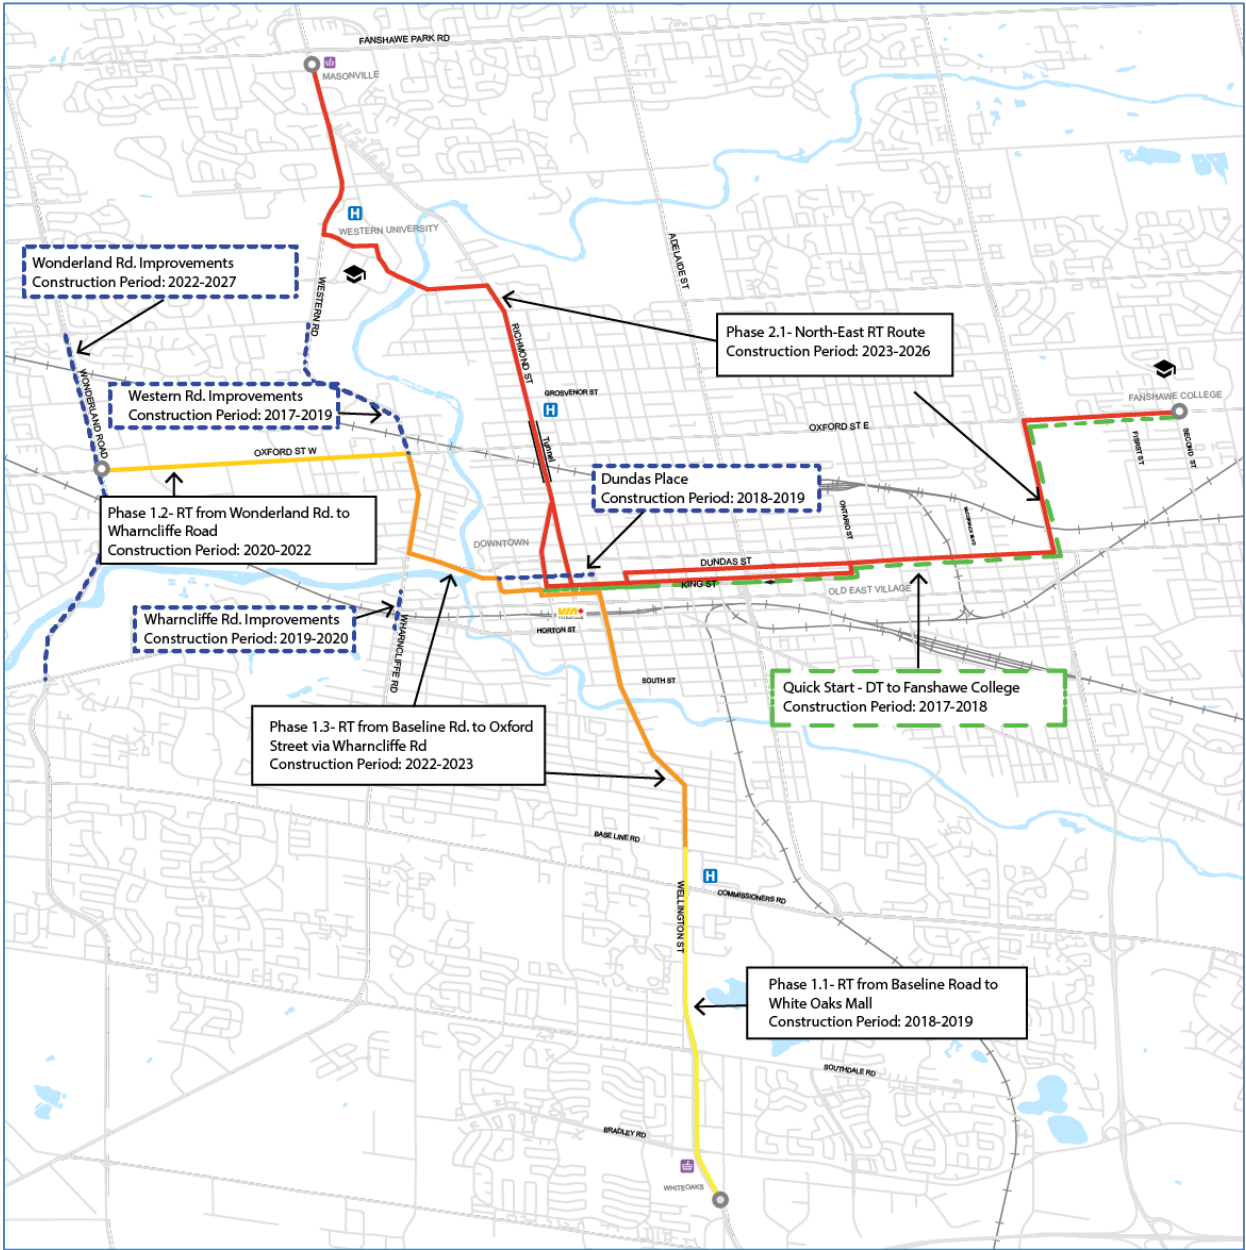 FANSHAWE PARK RD
MASONVILLE
H
WESTERN UNIVERSITY
ADELAIDE ST
Wonderland Rd. Improvements
Construction Period: 2022-2027
WESTERN RD
RICHMOND ST
Phase 2.1- North-East RT Route
Construction Period: 2023-2026
WONDERLAND ROAD
Western Rd. Improvements
Construction Period: 2017-2019
GROSVENOR ST
H
FANSHAWE COLLEGE
OXFORD ST E
OXFORD ST W
Tunnel
SECOND ST
Dundas Place
Construction Period: 2018-2019
ONTARIO ST
Phase 1.2- RT from Wonderland Rd. to
Wharncliffe Road
Construction Period: 2020-2022
DOWNTOWN
DUNDAS ST
KING ST
OLD EAST VILLAGE
VIA
HORTON ST
Wharncliffe Rd. Improvements
Construction Period: 2019-2020
WHARNCLIFFE RD
SOUTH ST
Quick Start - DT to Fanshawe College
Construction Period: 2017-2018
Phase 1.3- RT from Baseline Rd. to Oxford
Street via Wharncliffe Rd
Construction Period: 2022-2023
BASE LINE RD
H
COMMISSIONERS RD
WELLINGTON ST
Phase 1.1- RT from Baseline Road to
White Oaks Mall
Construction Period: 2018-2019
SOUTHDALE RD
BRADLEY RD
WHITEOAKS